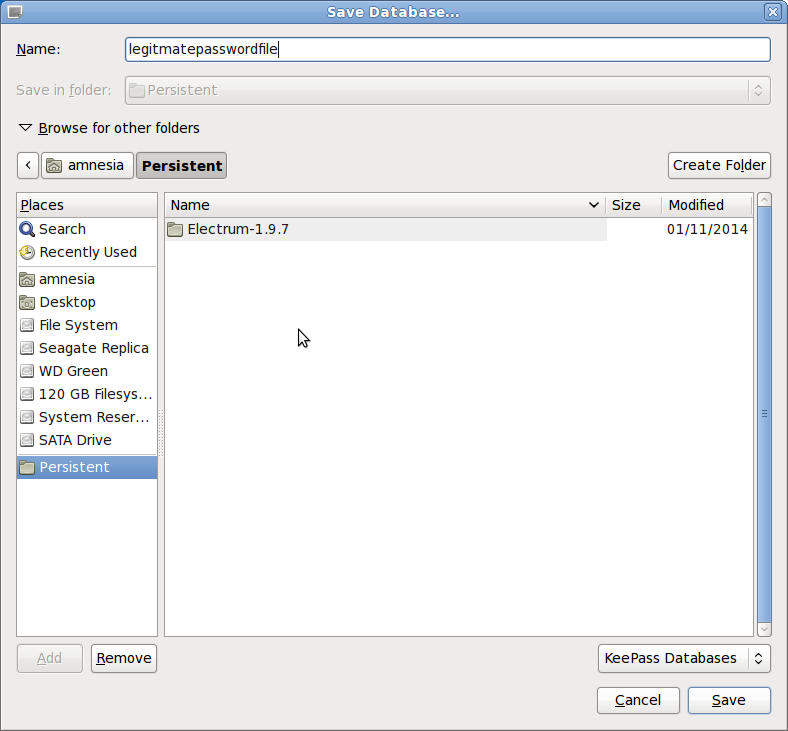 Save Database...
Name: legitmatepasswordfile
Save in folder: Persistent
Browse for other folders
amnesia Persistent Create Folder
Places
Search
Recently Used
amnesia
Desktop
File System
Seagate Replica
WD Green
120 GB Filesys...
System Reser...
SATA Drive
Persistent
Name Size Modified
Electrum-1.9.7 01/11/2014
Add Remove KeePass Databases
Cancel Save